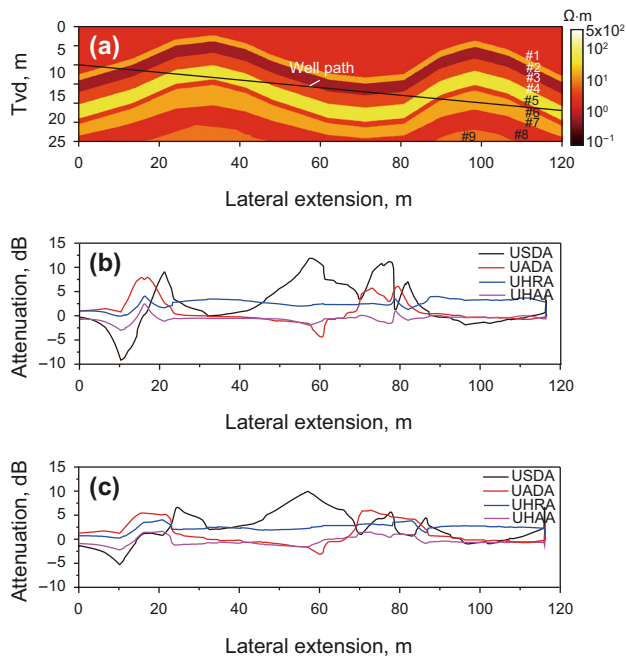 (a)
Ω·m
5×10²
10²
10¹
10⁰
10⁻¹
Tvd, m
0
5
10
15
20
25
Well path
#1
#2
#3
#4
#5
#6
#7
#8
#9
0 20 40 60 80 100 120
Lateral extension, m
(b)
Attenuation, dB
15
10
5
0
−5
−10
USDA
UADA
UHRA
UHAA
0 20 40 60 80 100 120
Lateral extension, m
(c)
Attenuation, dB
15
10
5
0
−5
−10
USDA
UADA
UHRA
UHAA
0 20 40 60 80 100 120
Lateral extension, m